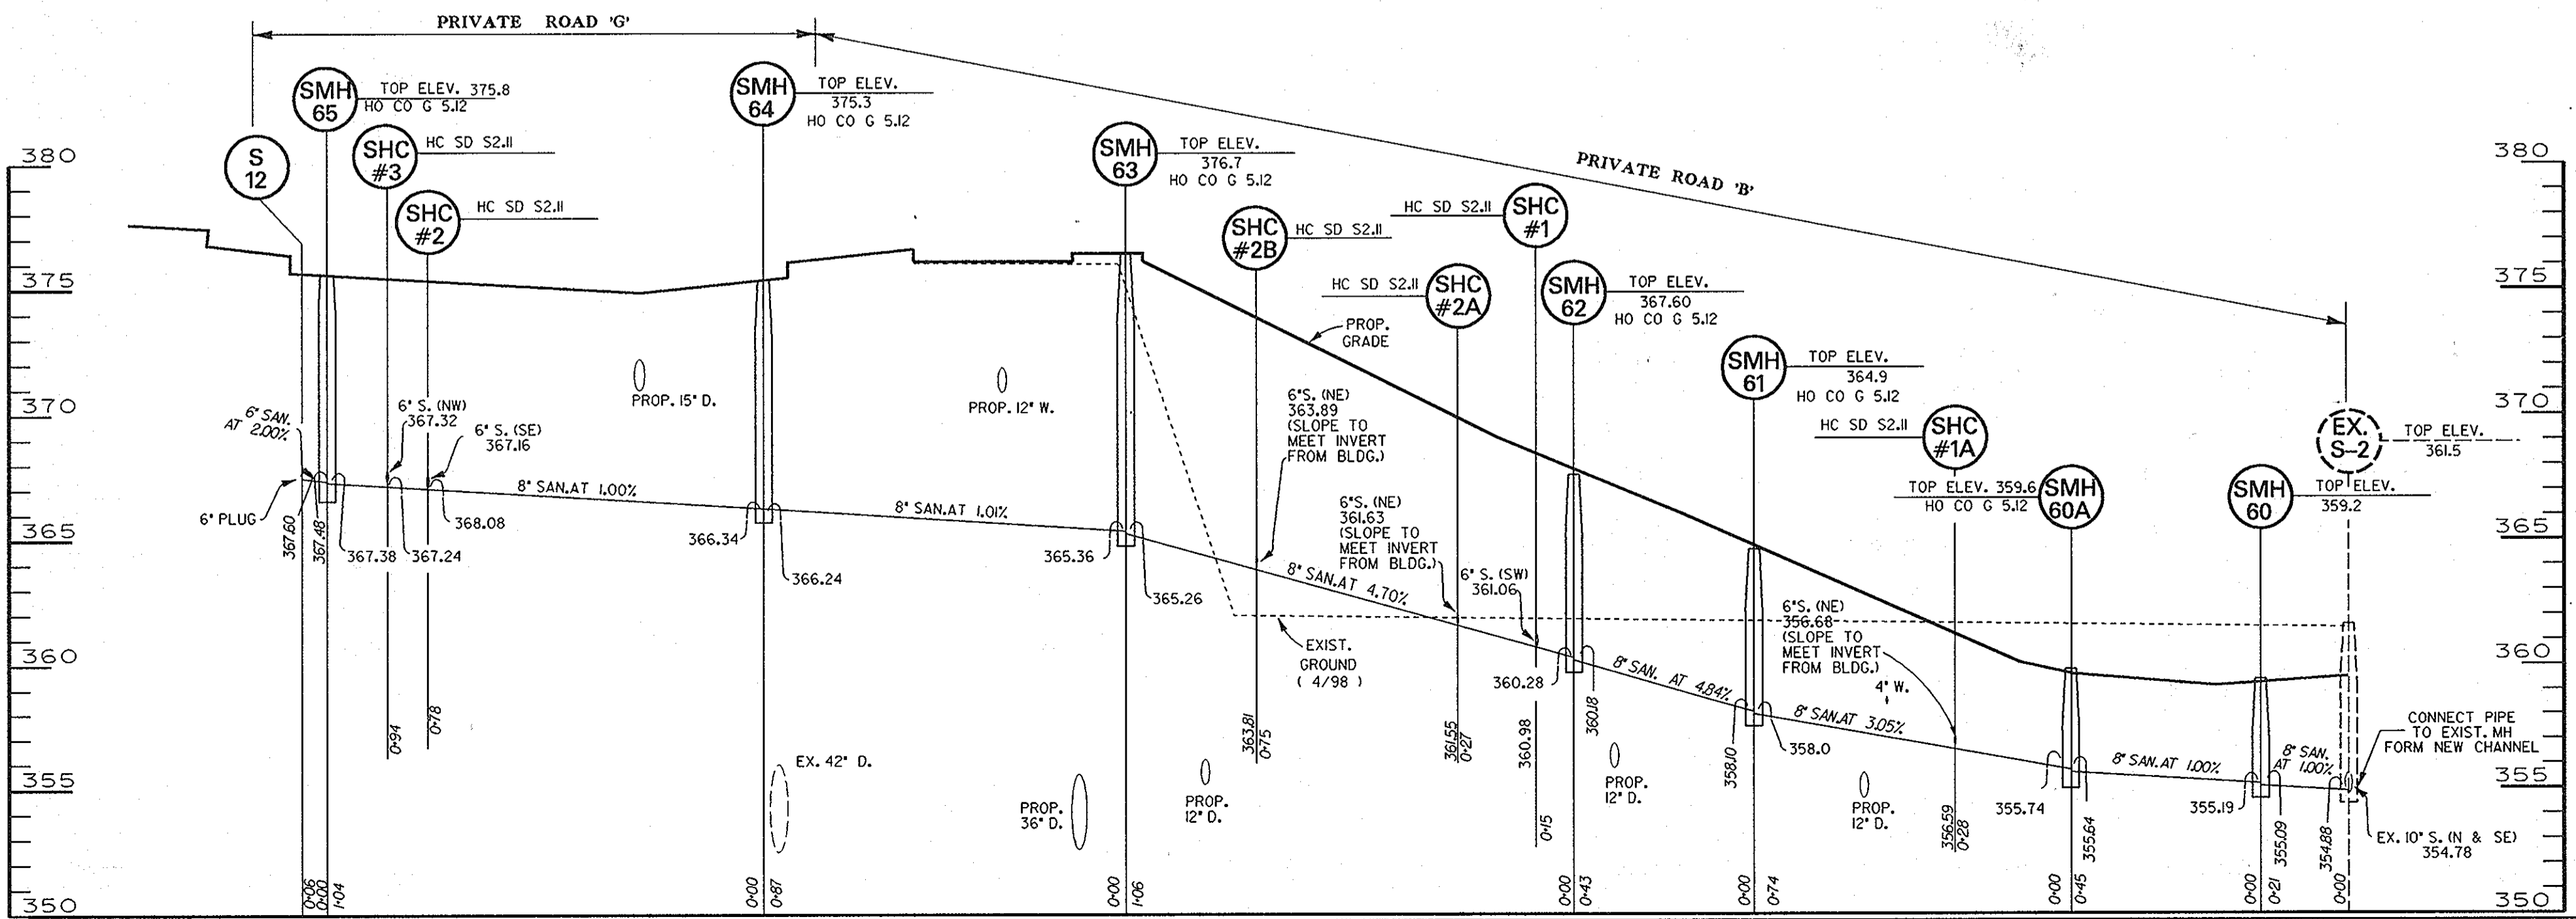 PRIVATE ROAD 'G'
PRIVATE ROAD 'B'
S
12
SMH
65
TOP ELEV. 375.8
HO CO G 5.12
SHC
#3
HC SD S2.11
SHC
#2
HC SD S2.11
SMH
64
TOP ELEV.
375.3
HO CO G 5.12
SMH
63
TOP ELEV.
376.7
HO CO G 5.12
SHC
#2B
HC SD S2.11
SHC
#2A
HC SD S2.11
SHC
#1
HC SD S2.11
SMH
62
TOP ELEV.
367.60
HO CO G 5.12
SMH
61
TOP ELEV.
364.9
HO CO G 5.12
SHC
#1A
HC SD S2.11
SMH
60A
TOP ELEV. 359.6
HO CO G 5.12
SMH
60
TOP ELEV.
359.2
EX.
S-2
TOP ELEV.
361.5
380
375
370
365
360
355
350
380
375
370
365
360
355
350
6" SAN.
AT 2.00%
6" PLUG
6" S. (NW)
367.32
6" S. (SE)
367.16
367.60
367.48
367.38
367.24
368.08
8" SAN. AT 1.00%
PROP. 15" D.
366.34
366.24
8" SAN. AT 1.01%
PROP. 12" W.
365.36
365.26
PROP.
GRADE
6" S. (NE)
363.89
(SLOPE TO
MEET INVERT
FROM BLDG.)
8" SAN. AT 4.70%
6" S. (NE)
361.63
(SLOPE TO
MEET INVERT
FROM BLDG.)
6" S. (SW)
361.06
EXIST.
GROUND
( 4/98 )
360.28
360.18
8" SAN. AT 4.84%
6" S. (NE)
356.68
(SLOPE TO
MEET INVERT
FROM BLDG.)
4" W.
358.10
358.0
8" SAN. AT 3.05%
355.74
355.64
8" SAN. AT 1.00%
355.19
355.09
8" SAN.
AT 1.00%
354.88
CONNECT PIPE
TO EXIST. MH
FORM NEW CHANNEL
EX. 10" S. (N & SE)
354.78
EX. 42" D.
PROP.
36" D.
PROP.
12" D.
PROP.
12" D.
PROP.
12" D.
0+94
0+78
363.81
0+75
361.55
0+27
360.98
0+15
356.59
0+28
0+06
0+00
1+04
0+00
0+87
0+00
1+06
0+00
0+43
0+00
0+74
0+00
0+45
0+00
0+21
0+00